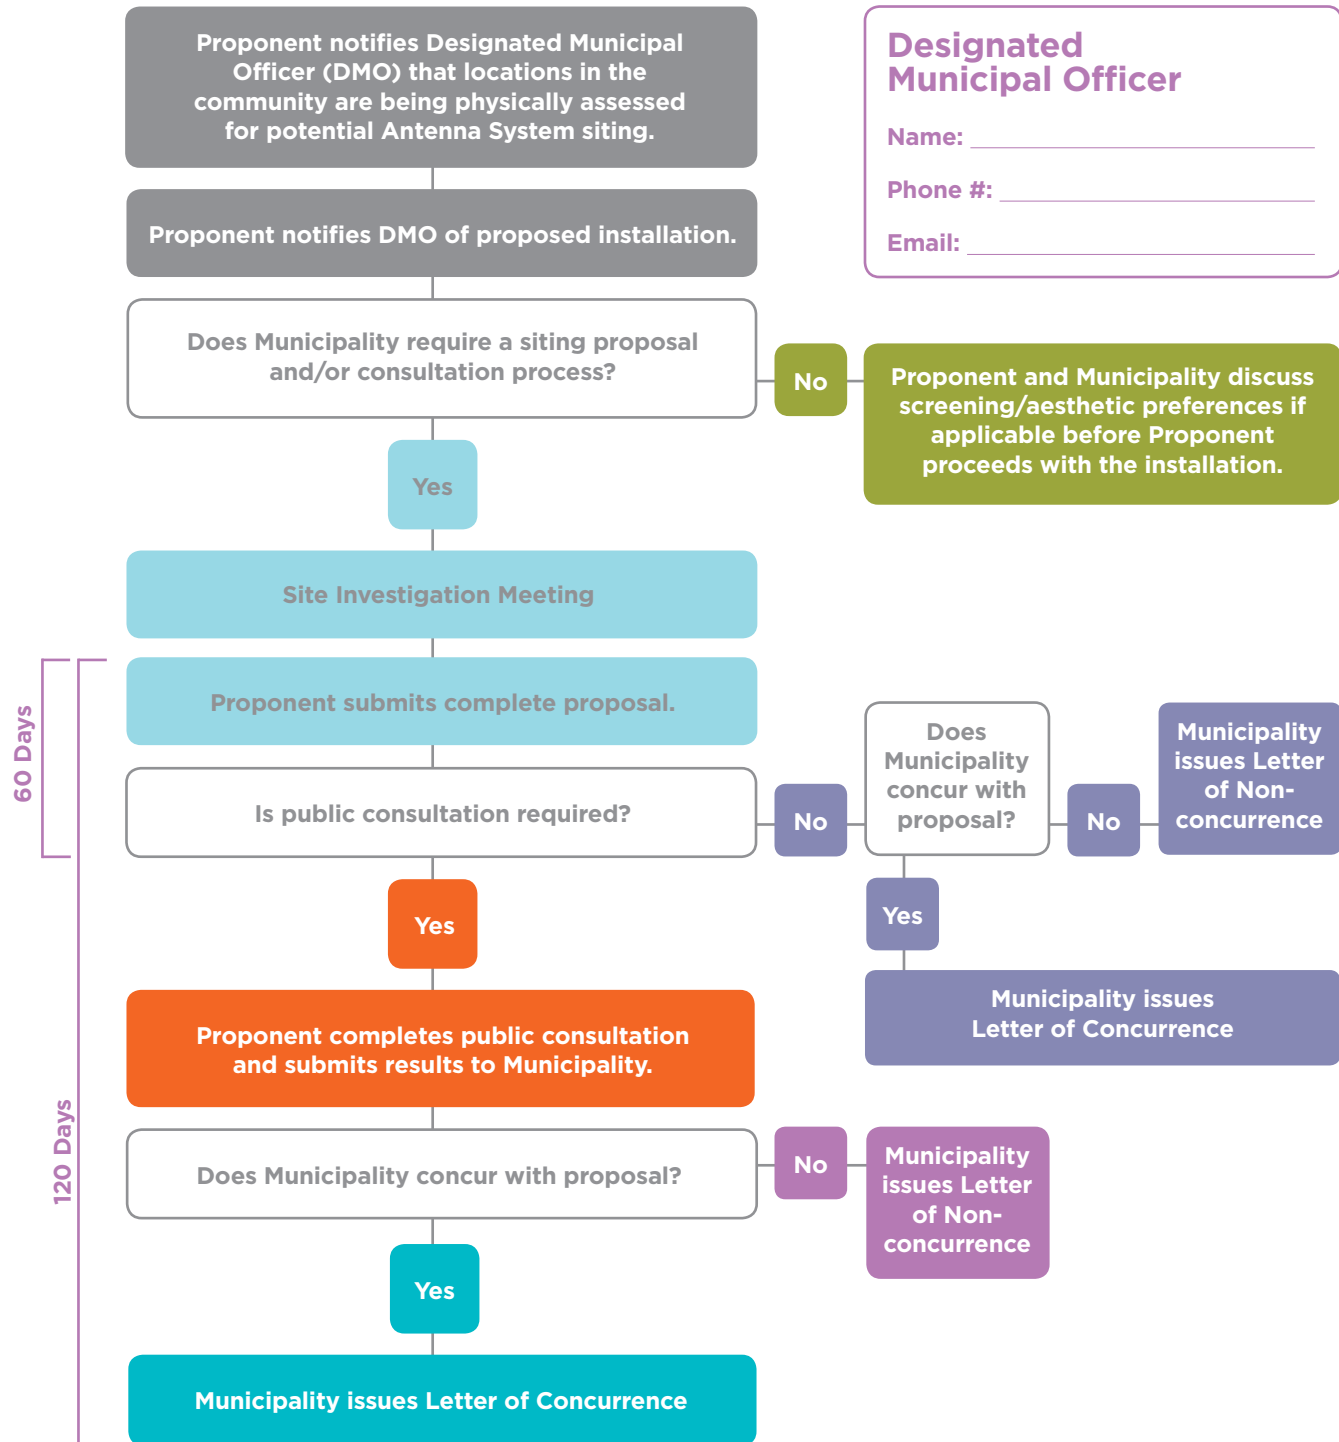 Proponent notifies Designated Municipal
Officer (DMO) that locations in the
community are being physically assessed
for potential Antenna System siting.
Designated
Municipal Officer
Name:
Phone #:
Email:
Proponent notifies DMO of proposed installation.
Does Municipality require a siting proposal
and/or consultation process?
No
Proponent and Municipality discuss
screening/aesthetic preferences if
applicable before Proponent
proceeds with the installation.
Yes
Site Investigation Meeting
60 Days
120 Days
Proponent submits complete proposal.
Is public consultation required?
No
Does
Municipality
concur with
proposal?
No
Municipality
issues Letter
of Non-
concurrence
Yes
Municipality issues
Letter of Concurrence
Yes
Proponent completes public consultation
and submits results to Municipality.
Does Municipality concur with proposal?
No
Municipality
issues Letter
of Non-
concurrence
Yes
Municipality issues Letter of Concurrence